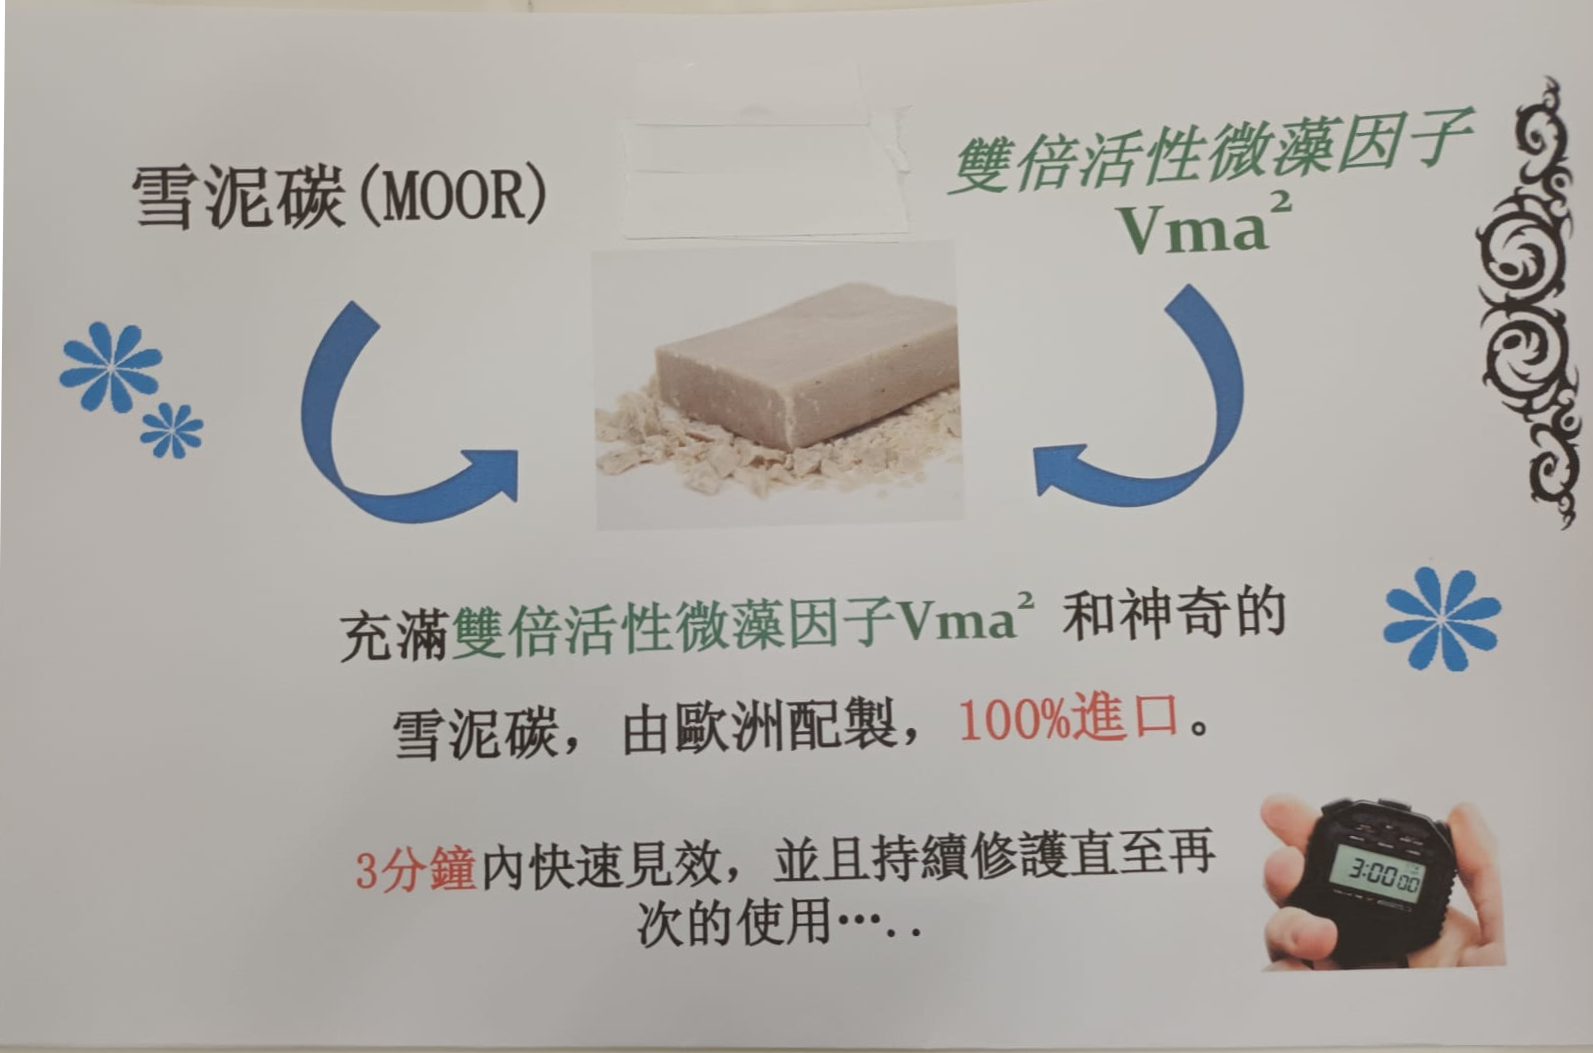 雪泥碳(MOOR)
雙倍活性微藻因子
Vma²
充滿雙倍活性微藻因子Vma² 和神奇的
雪泥碳，由歐洲配製，100%進口。
3分鐘內快速見效，並且持續修護直至再
次的使用…..
3:00 00